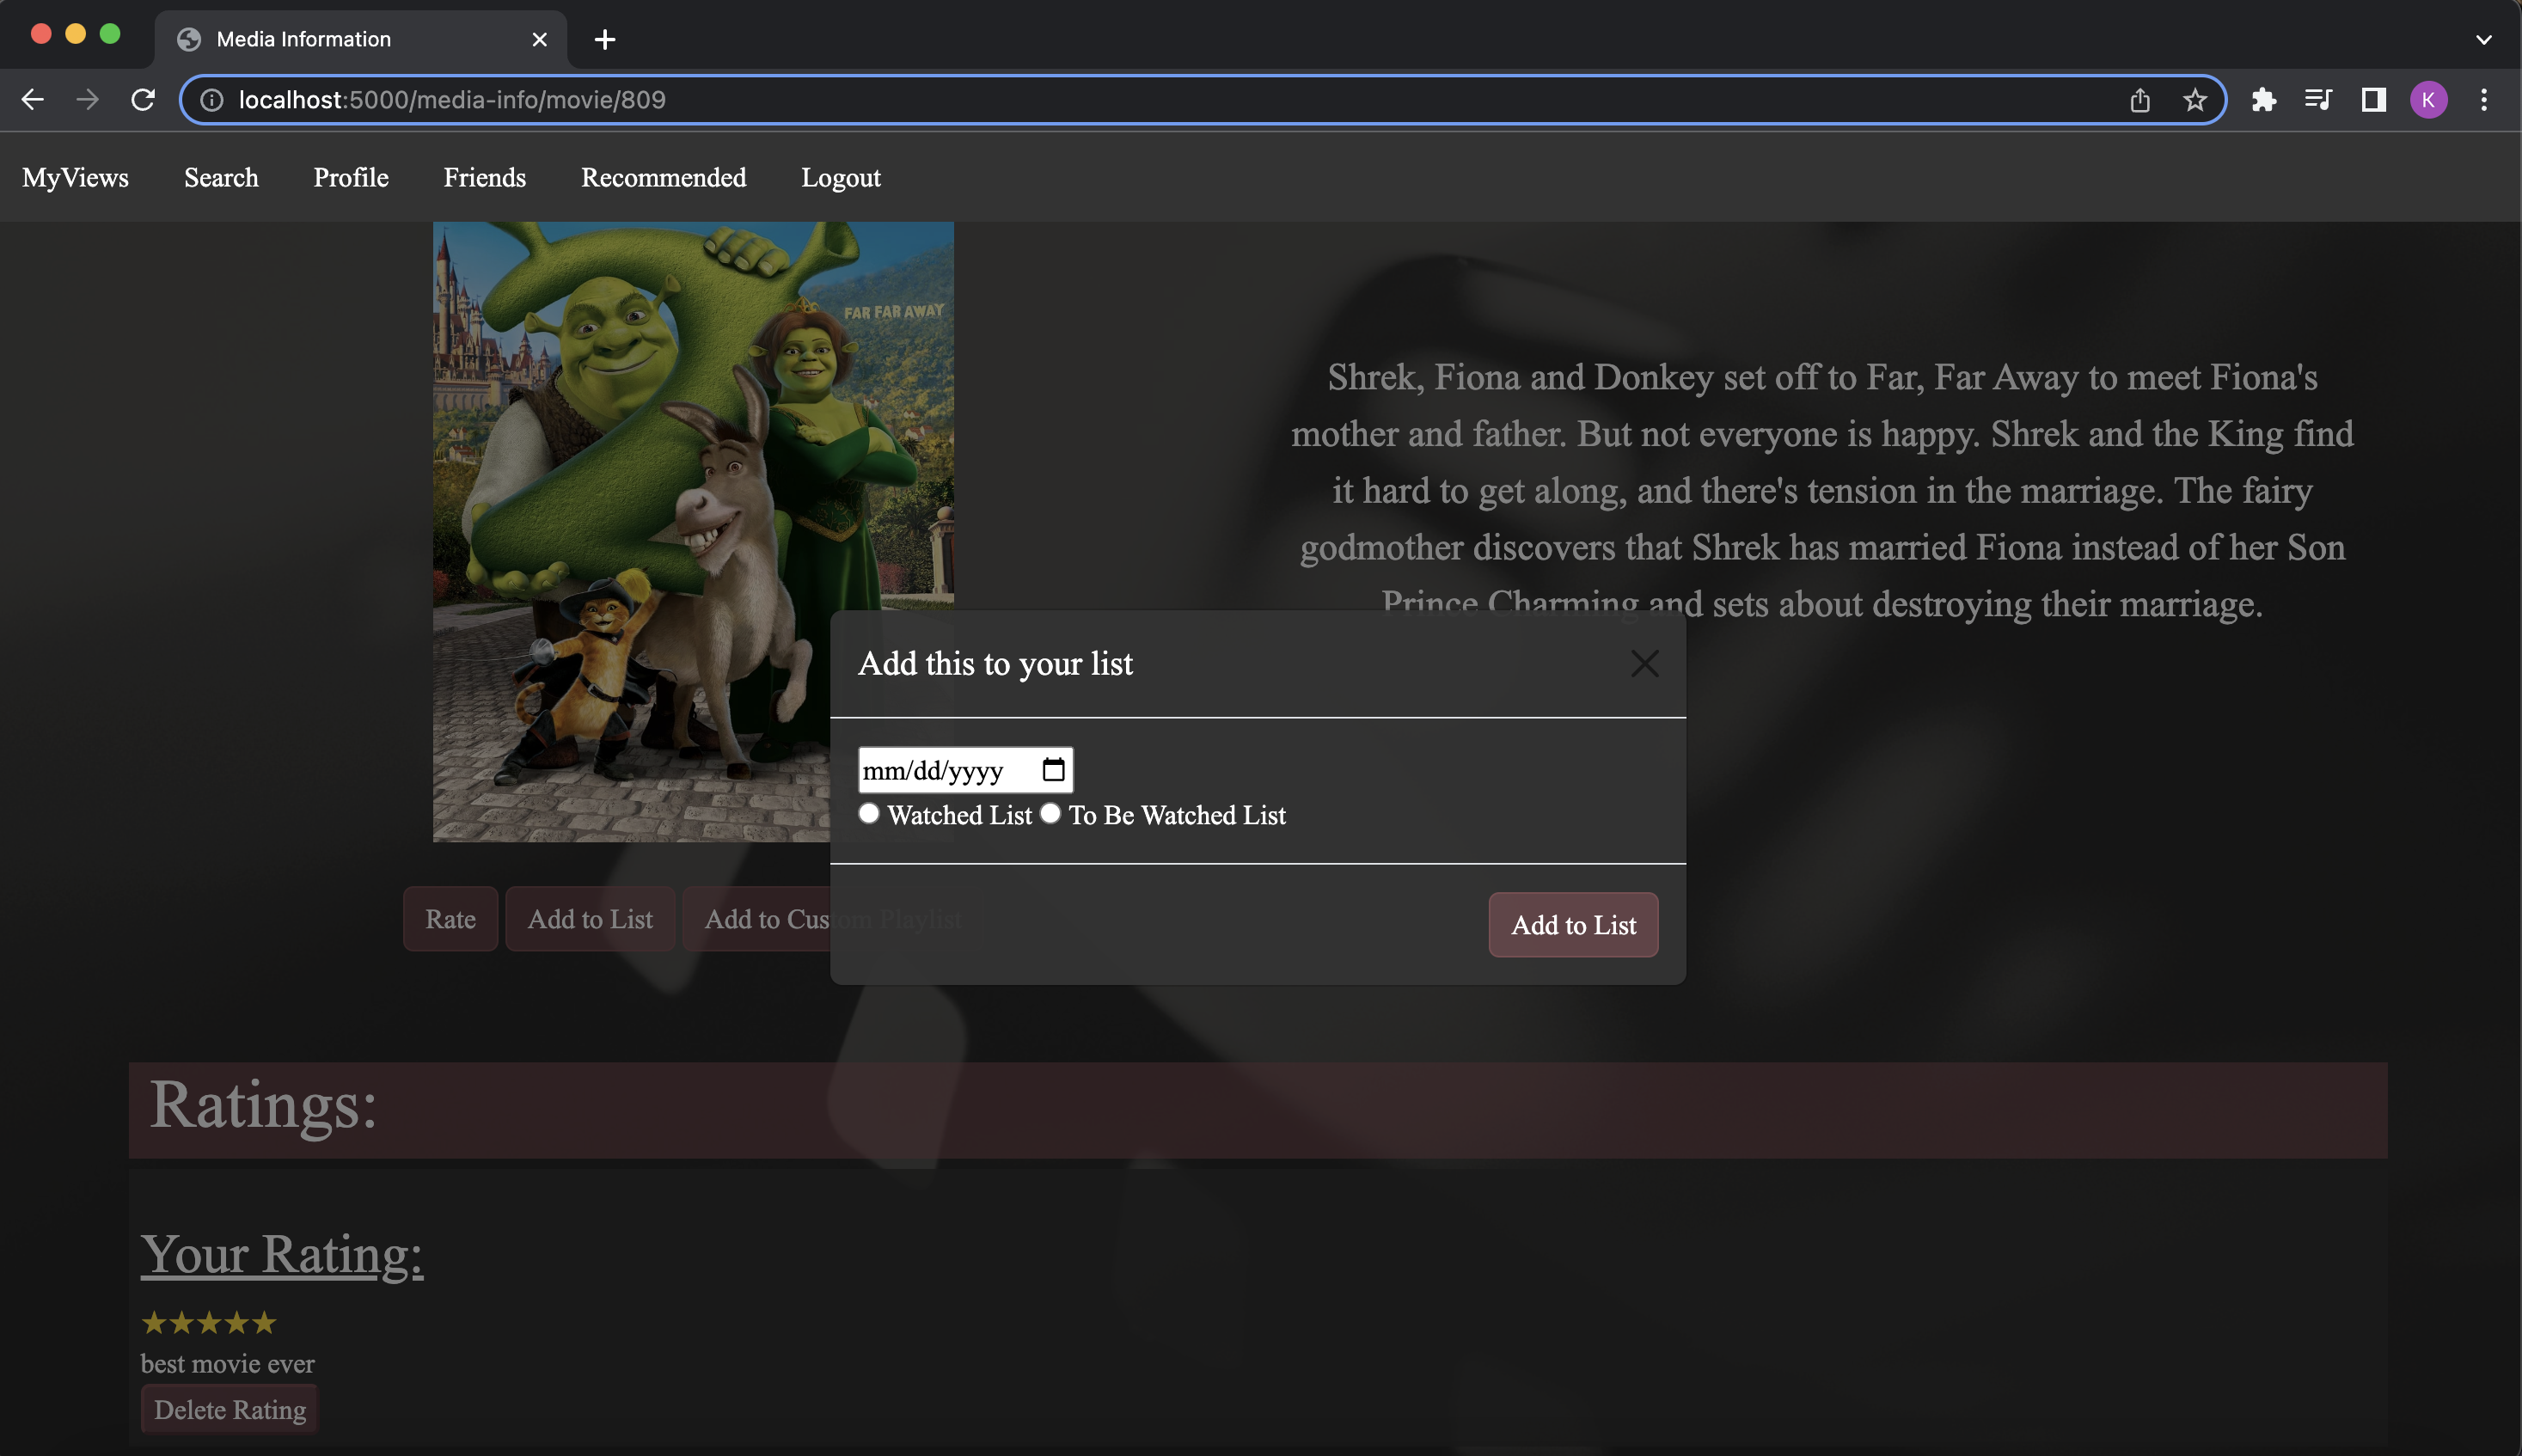 Media Information
localhost:5000/media-info/movie/809
K
MyViews Search Profile Friends Recommended Logout
FAR FAR AWAY
Shrek, Fiona and Donkey set off to Far, Far Away to meet Fiona's
mother and father. But not everyone is happy. Shrek and the King find
it hard to get along, and there's tension in the marriage. The fairy
godmother discovers that Shrek has married Fiona instead of her Son
Prince Charming and sets about destroying their marriage.
Add this to your list
mm/dd/yyyy
Watched List To Be Watched List
Add to List
Rate Add to List Add to Custom Playlist
Ratings:
Your Rating:
★★★★★
best movie ever
Delete Rating